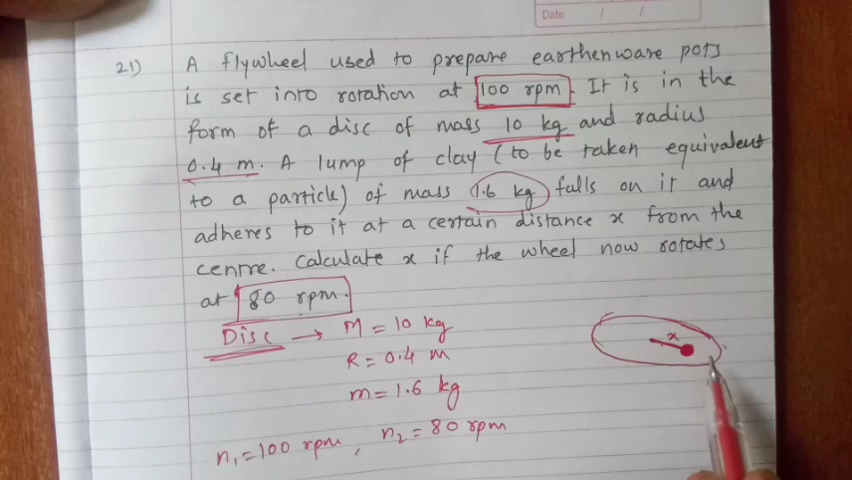 Date / /
21) A flywheel used to prepare earthenware pots
is set into rotation at 100 rpm. It is in the
form of a disc of mass 10 kg and radius
0.4 m. A lump of clay (to be taken equivalent
to a particle) of mass 1.6 kg falls on it and
adheres to it at a certain distance x from the
centre. Calculate x if the wheel now rotates
at 80 rpm.
Disc → M = 10 kg
R = 0.4 m
x
m = 1.6 kg
n₁ = 100 rpm, n₂ = 80 rpm